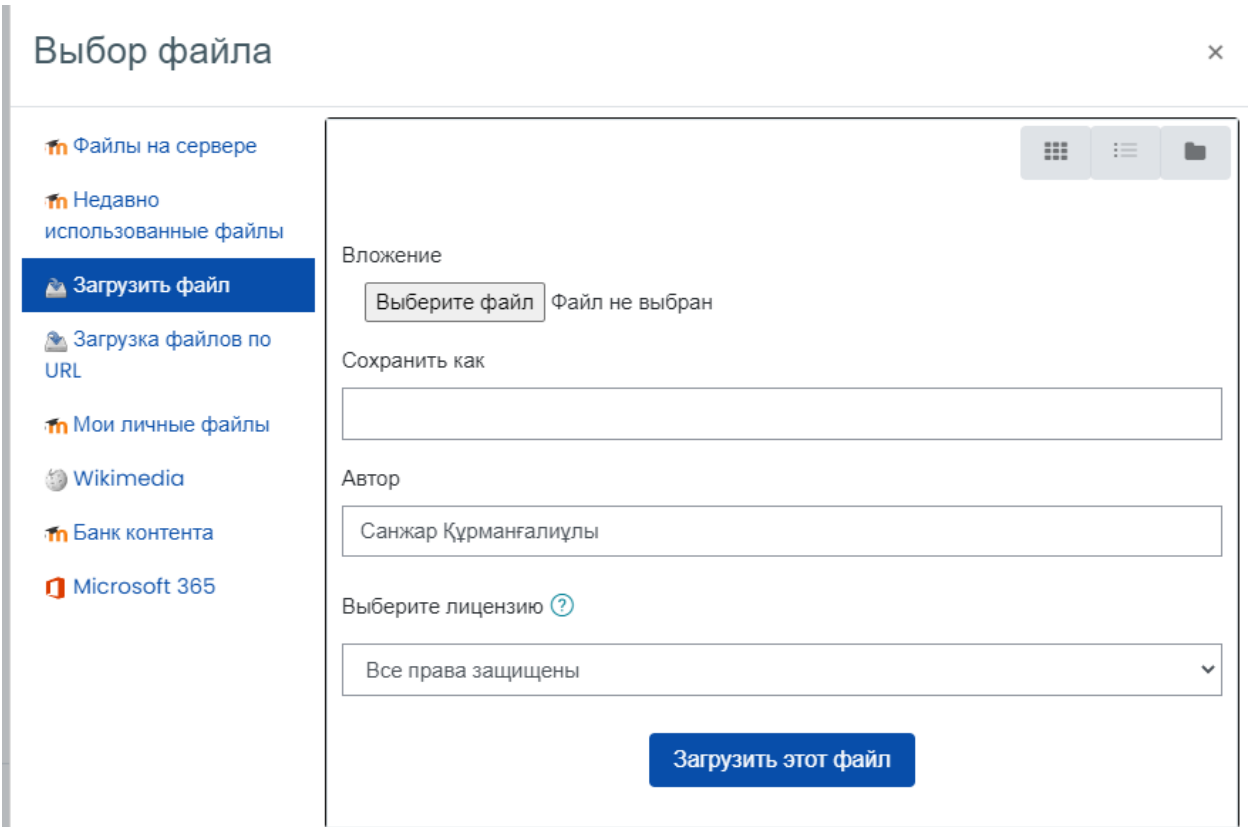 Выбор файла
×
Файлы на сервере
Недавно
использованные файлы
Загрузить файл
Загрузка файлов по
URL
Мои личные файлы
Wikimedia
Банк контента
Microsoft 365
Вложение
Выберите файл Файл не выбран
Сохранить как
Автор
Санжар Құрманғалиұлы
Выберите лицензию ?
Все права защищены
Загрузить этот файл